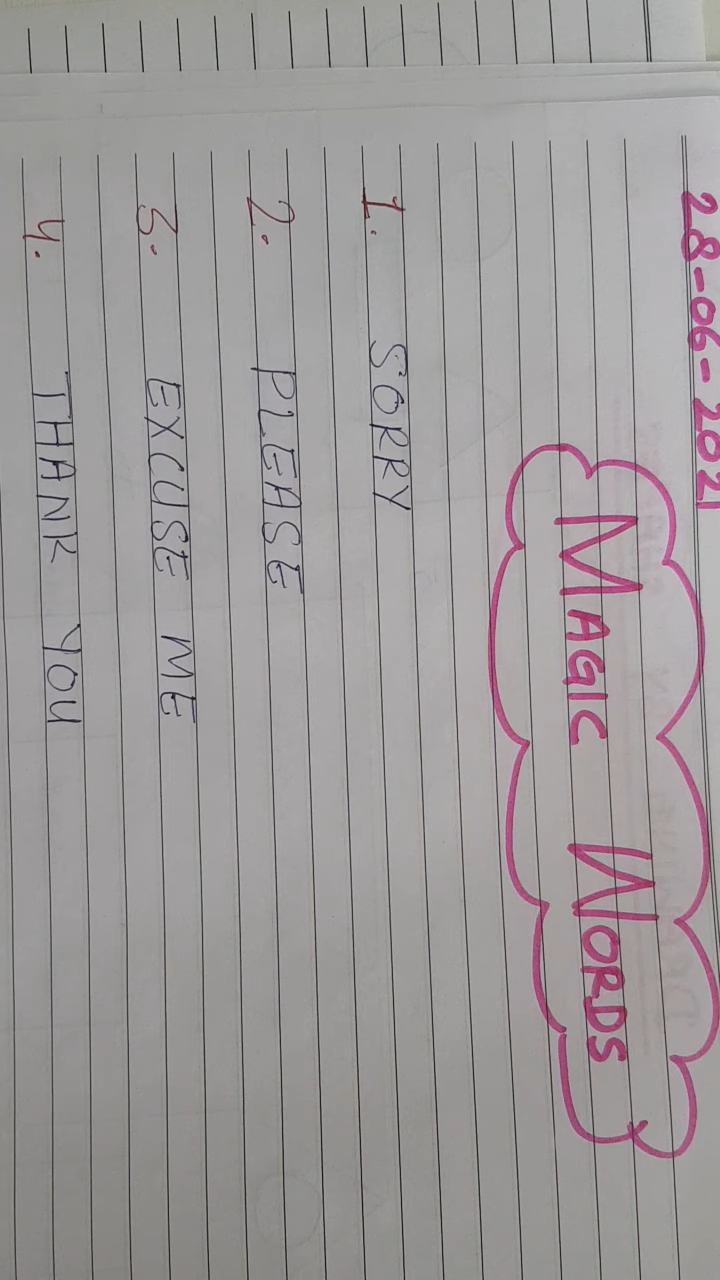 28-06-2021
MAGIC WORDS
1. SORRY
2. PLEASE
3. EXCUSE ME
4. THANK YOU